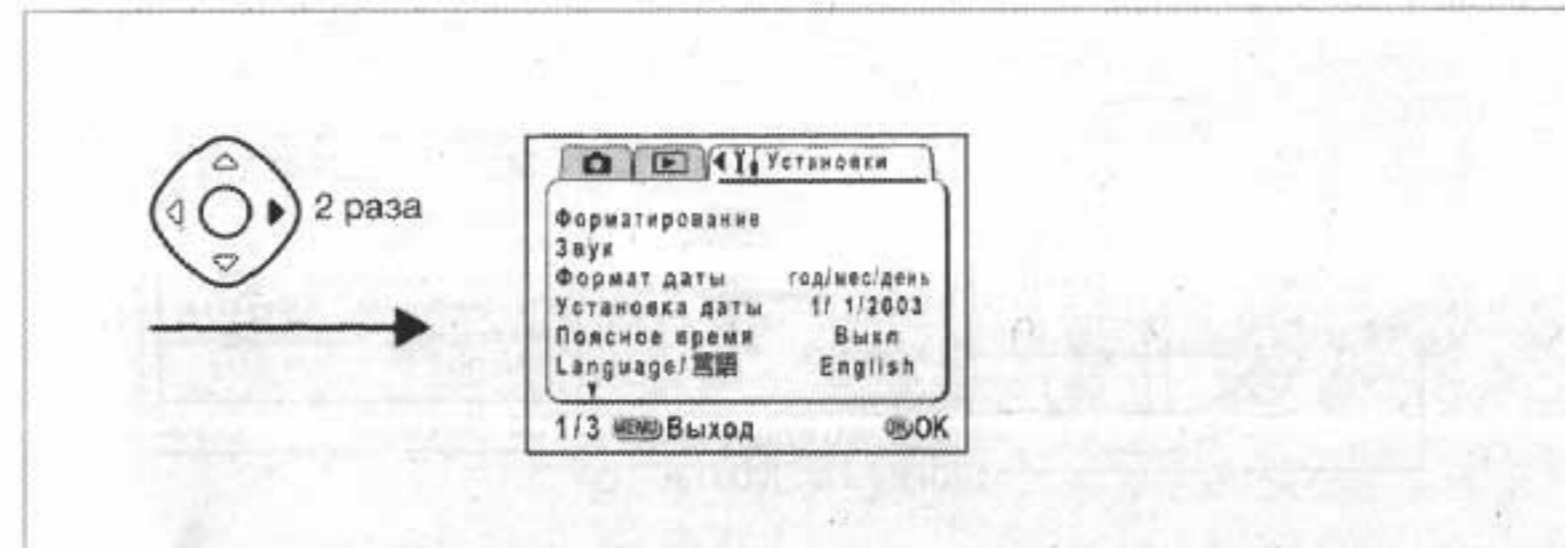 2 раза
Установки
Форматирование
Звук
Формат даты год/мес/день
Установка даты 1/ 1/2003
Поясное время Выкл
Language/言語 English
1/3 MENU Выход OK OK